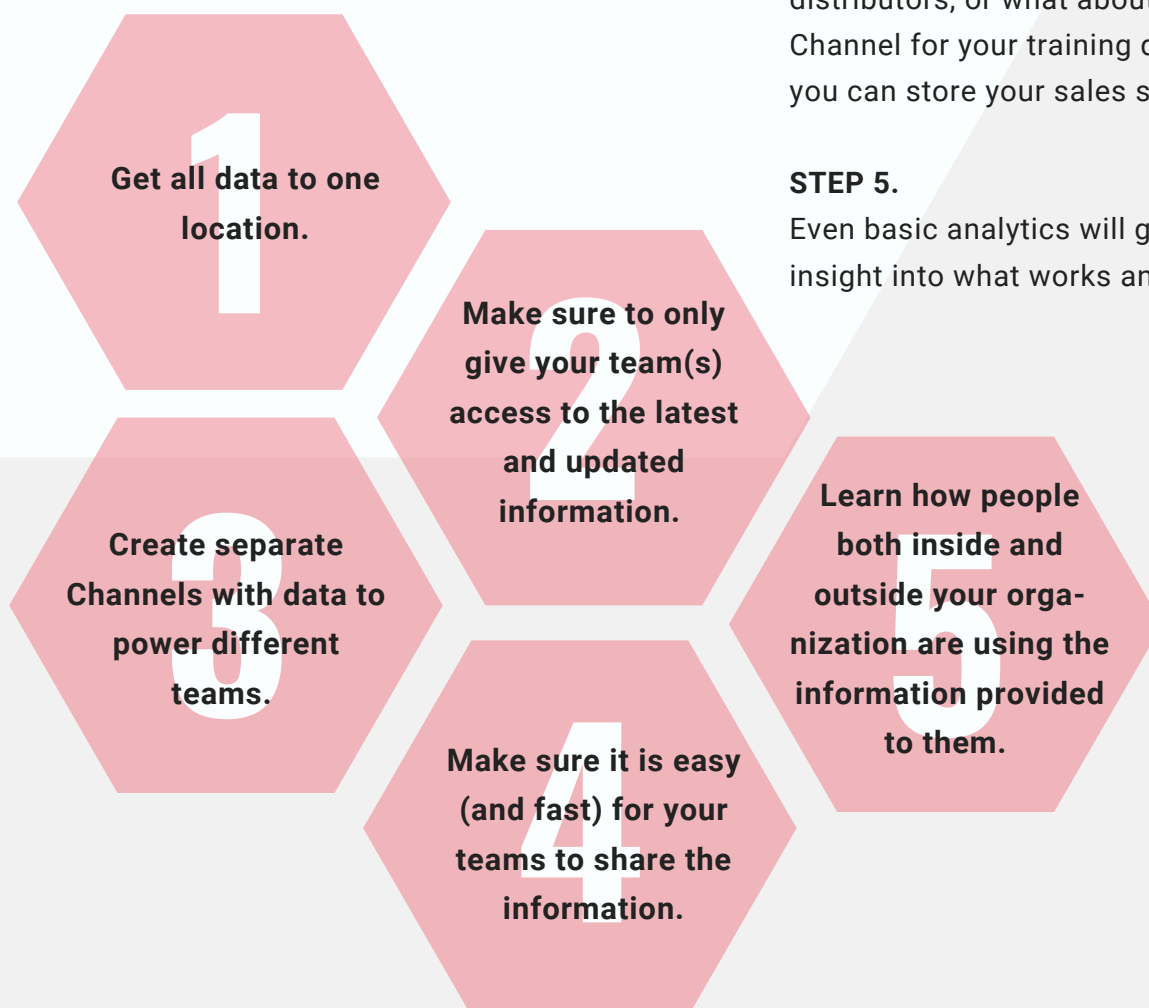 distributors, or what about
Channel for your training
you can store your sales
STEP 5.
Even basic analytics will
insight into what works
1
Get all data to one
location.
2
Make sure to only
give your team(s)
access to the latest
and updated
information.
3
Create separate
Channels with data to
power different
teams.
4
Make sure it is easy
(and fast) for your
teams to share the
information.
5
Learn how people
both inside and
outside your orga-
nization are using the
information provided
to them.